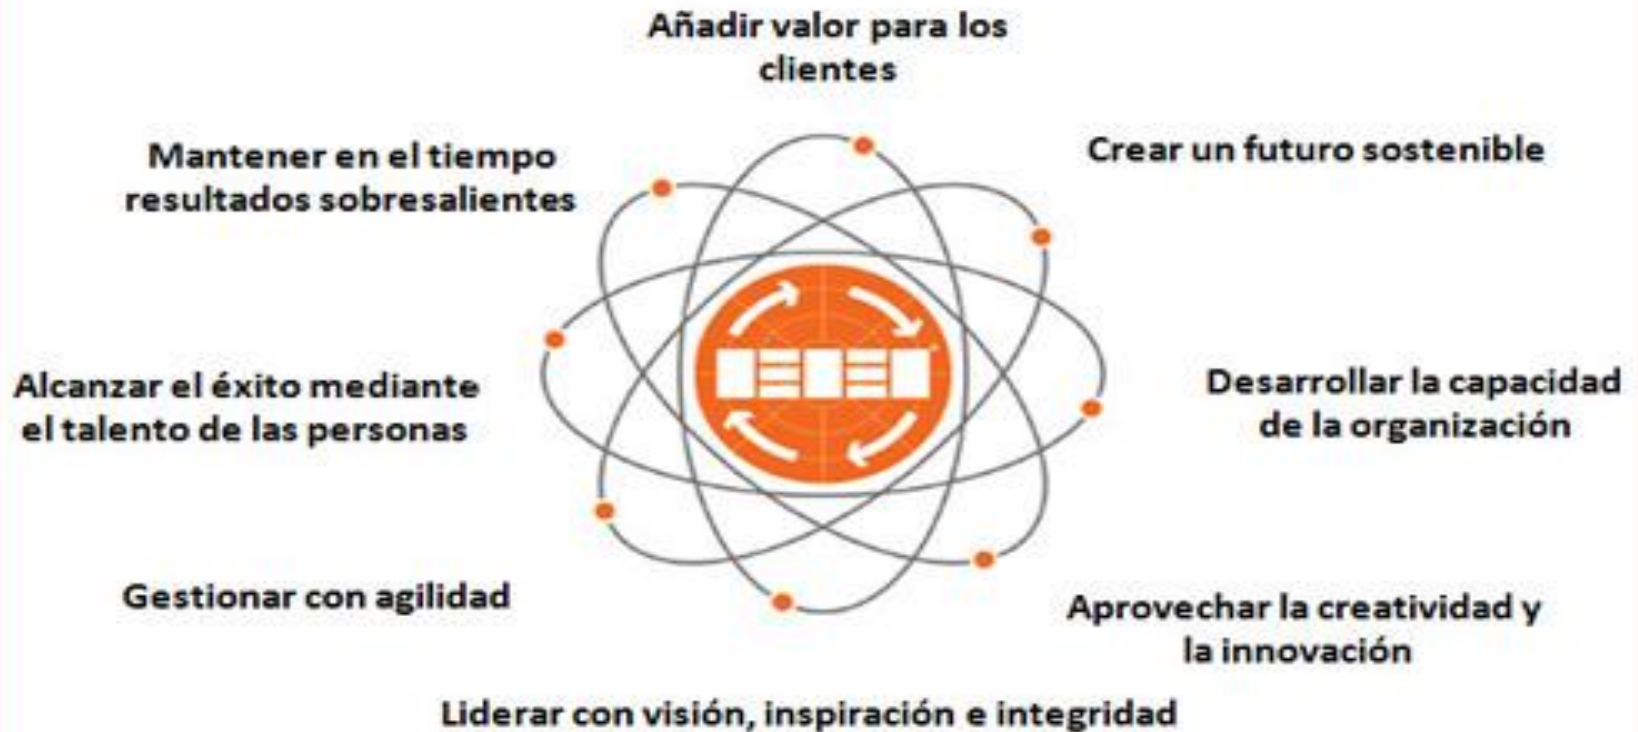 Añadir valor para los
clientes
Crear un futuro sostenible
Mantener en el tiempo
resultados sobresalientes
Desarrollar la capacidad
de la organización
Alcanzar el éxito mediante
el talento de las personas
Gestionar con agilidad
Aprovechar la creatividad y
la innovación
Liderar con visión, inspiración e integridad